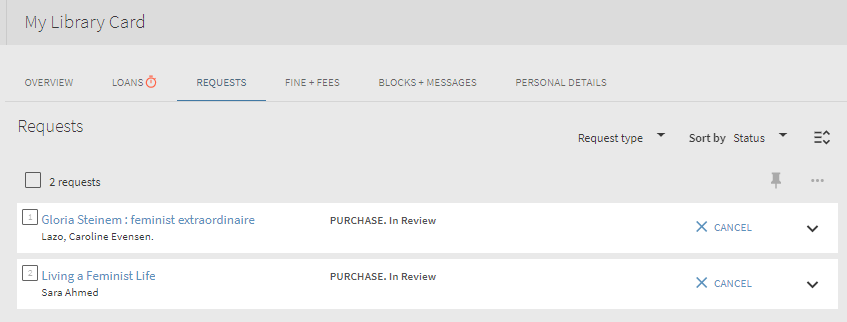 My Library Card
OVERVIEW LOANS REQUESTS FINE + FEES BLOCKS + MESSAGES PERSONAL DETAILS
Requests
Request type Sort by Status
2 requests
1 Gloria Steinem : feminist extraordinaire PURCHASE. In Review CANCEL
Lazo, Caroline Evensen.
2 Living a Feminist Life PURCHASE. In Review CANCEL
Sara Ahmed